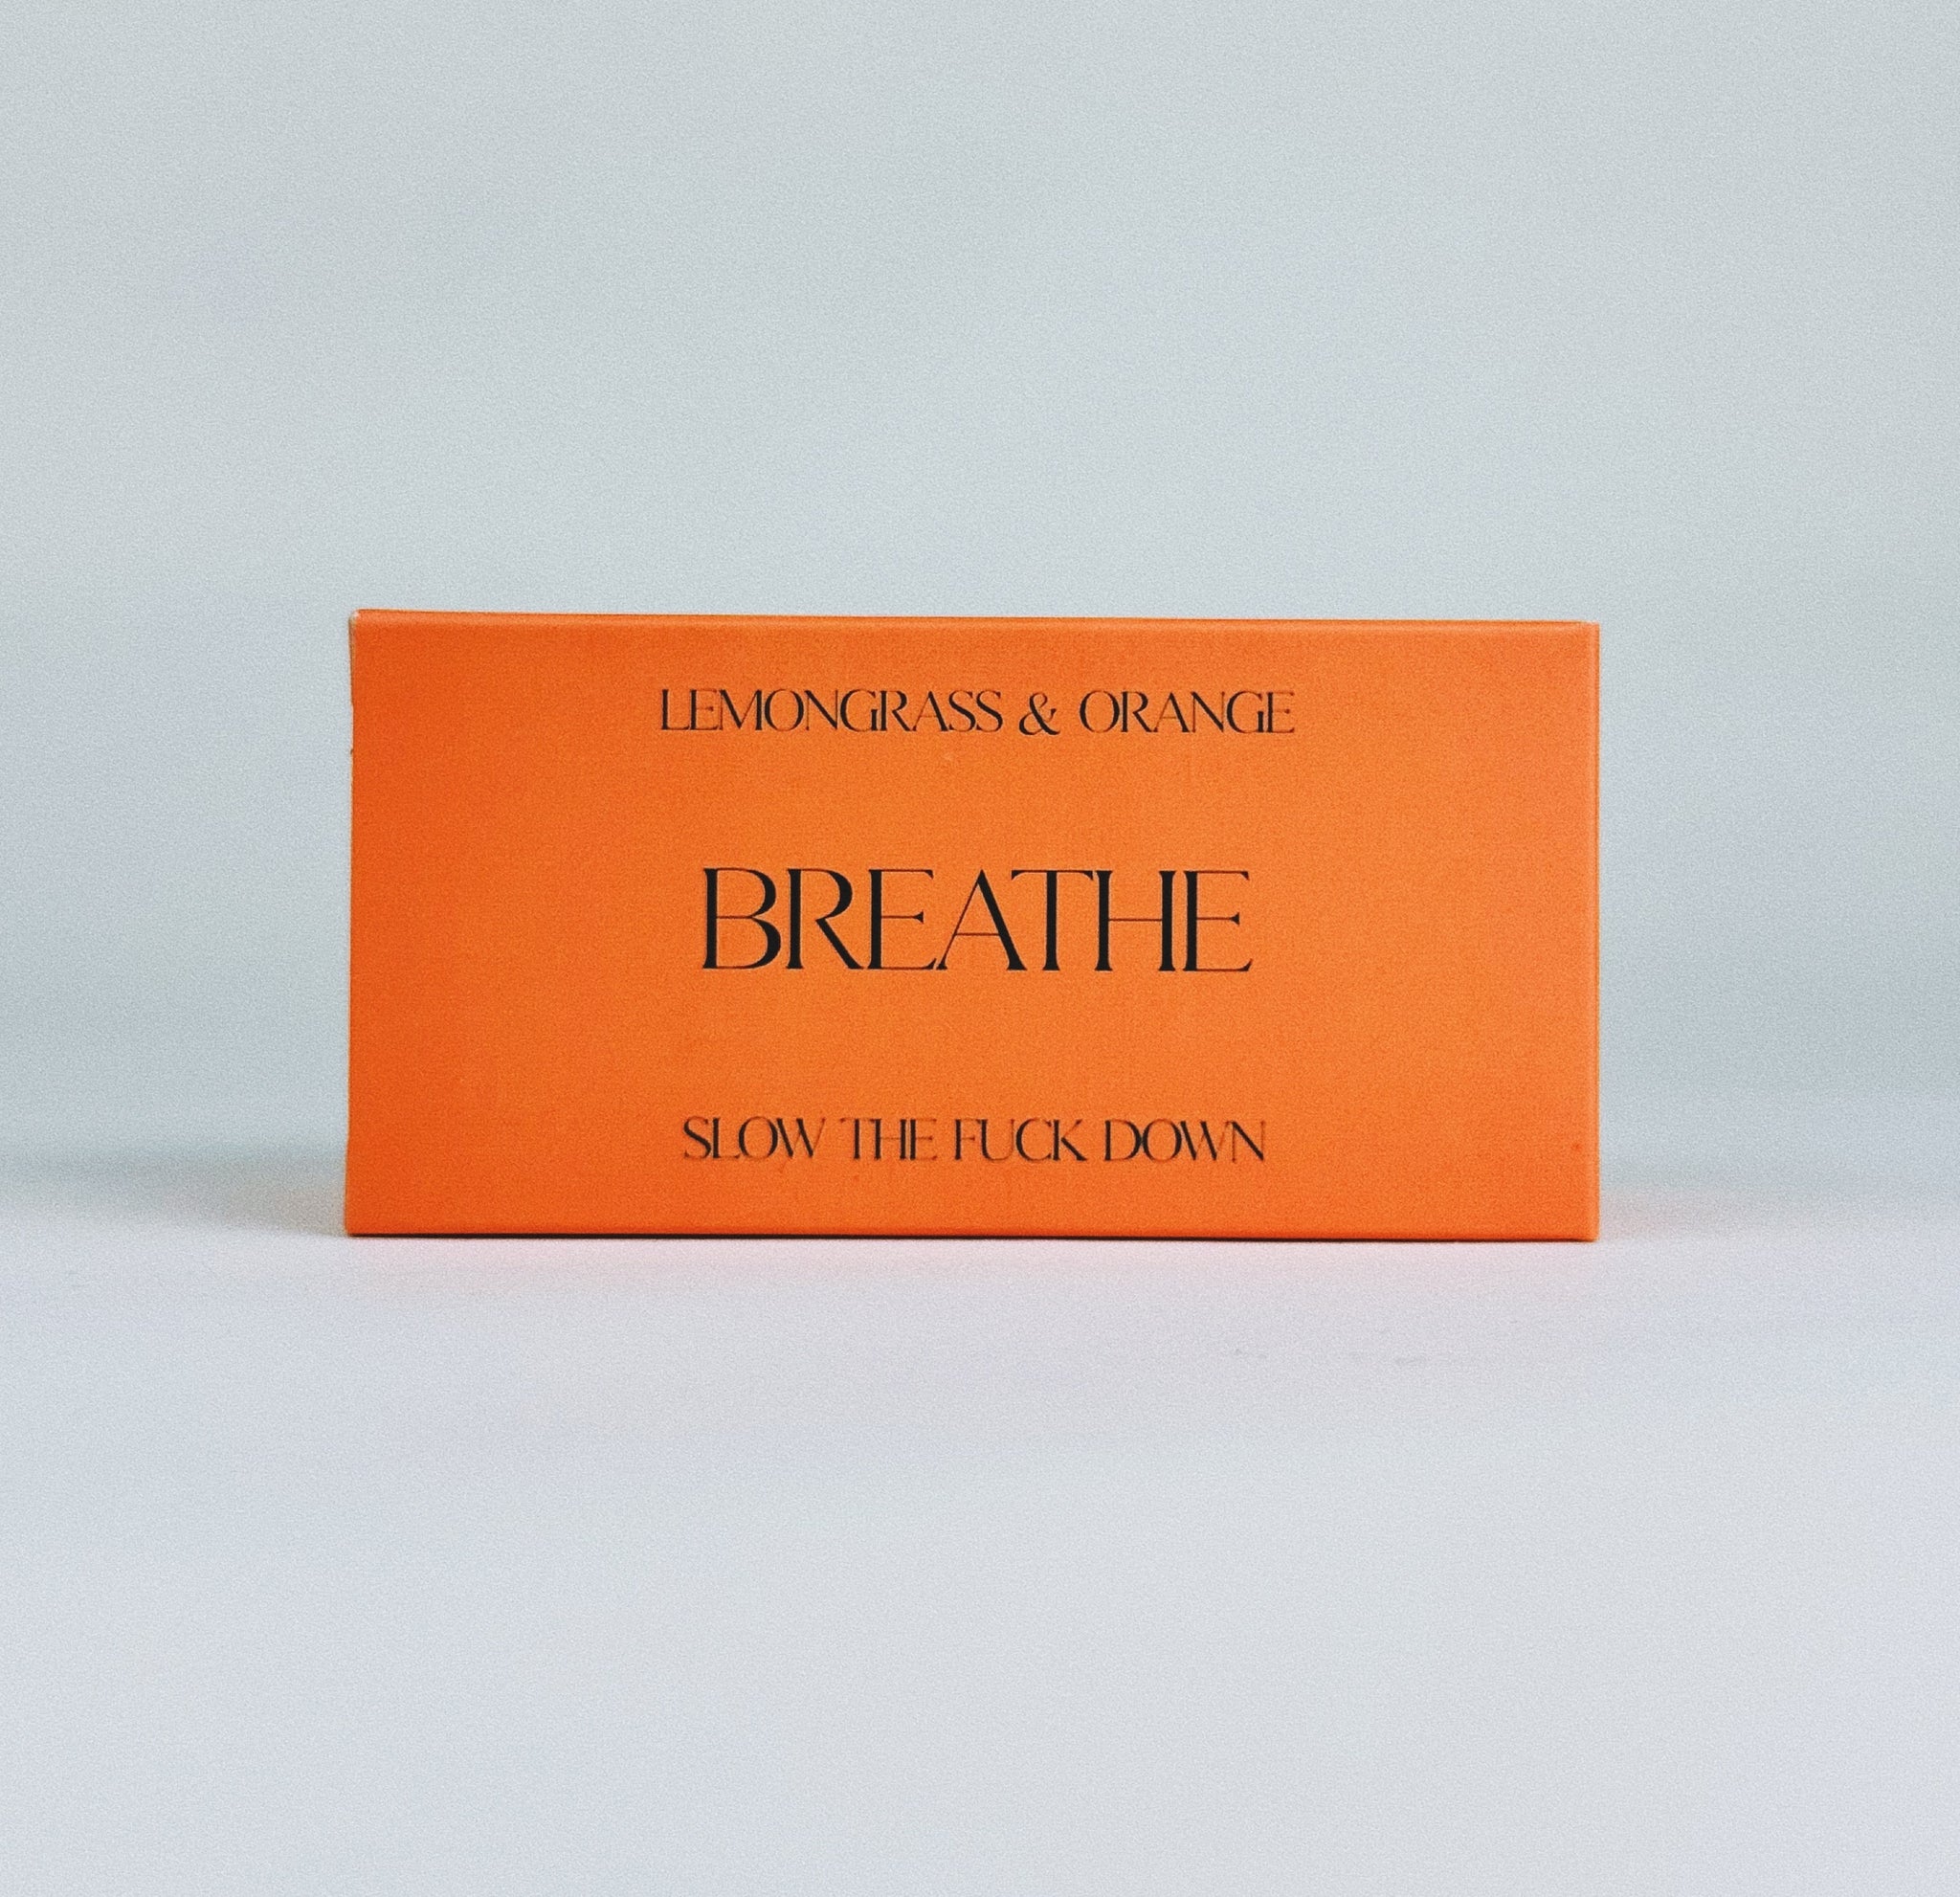 LEMONGRASS & ORANGE
BREATHE
SLOW THE FUCK DOWN